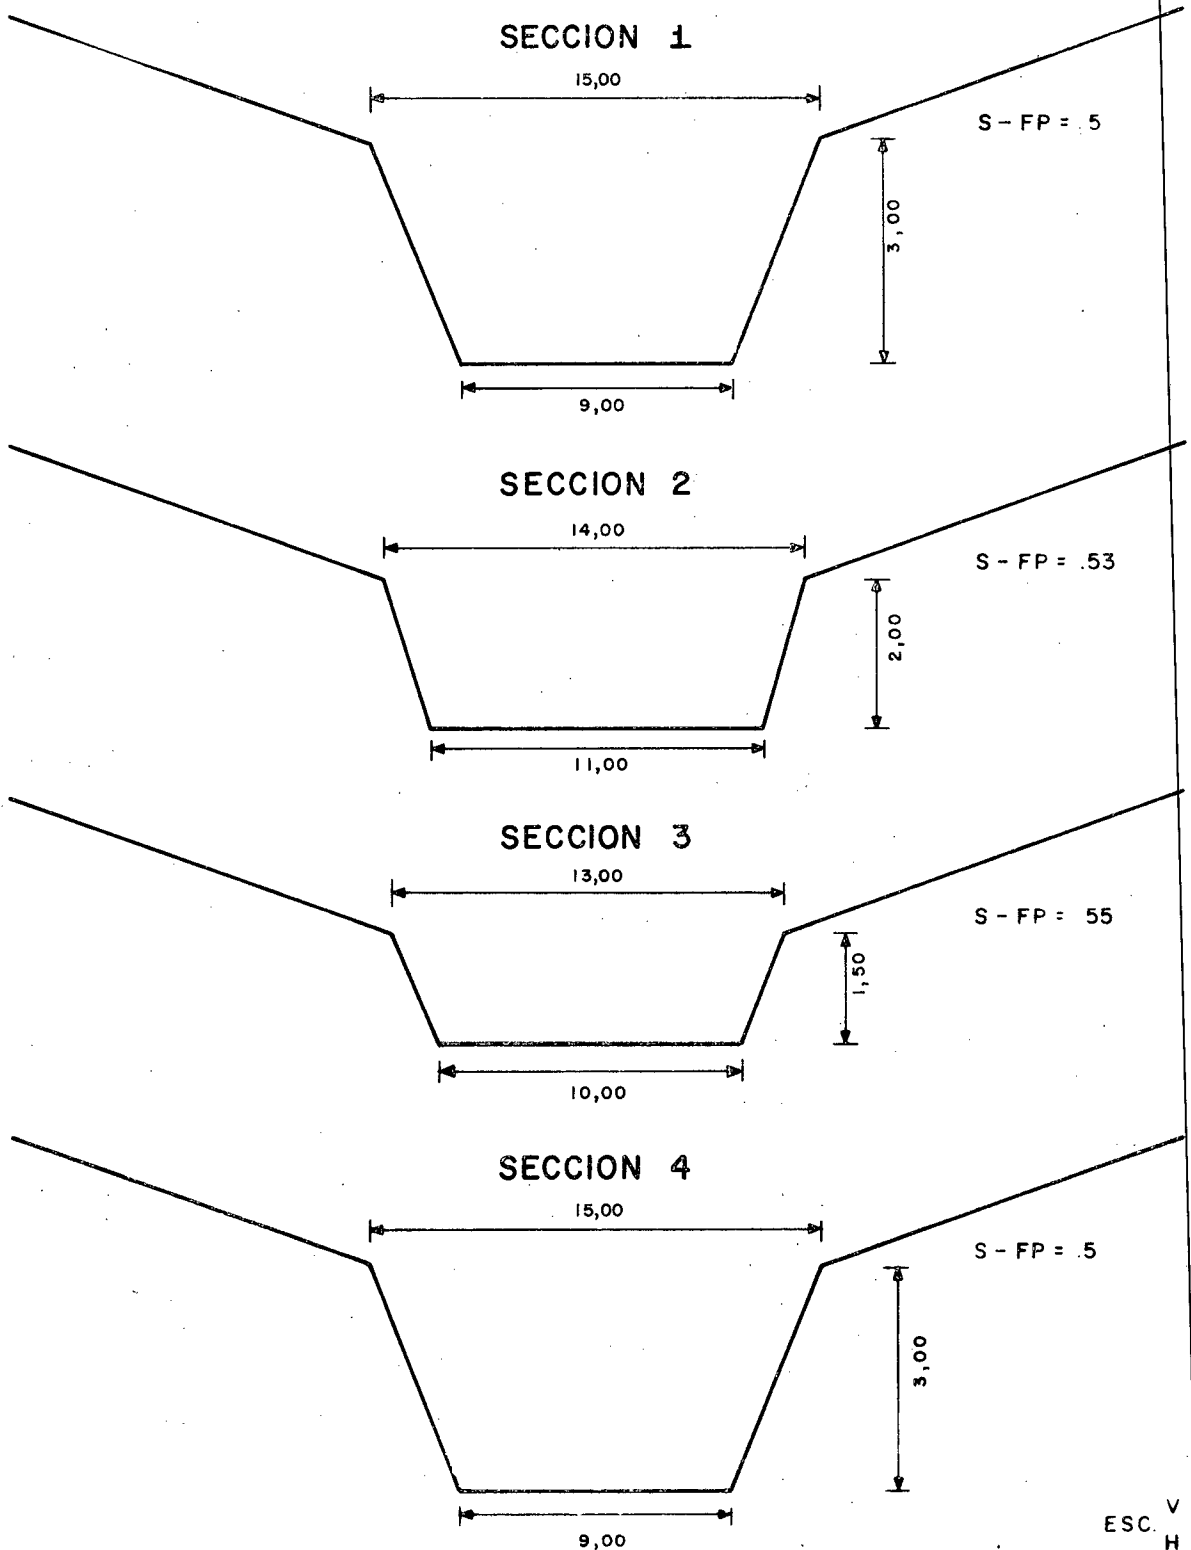 SECCION 1
15,00
S - FP = .5
3,00
9,00
SECCION 2
14,00
S - FP = .53
2,00
11,00
SECCION 3
13,00
S - FP = 55
1,50
10,00
SECCION 4
15,00
S - FP = .5
3,00
9,00
ESC. V
H